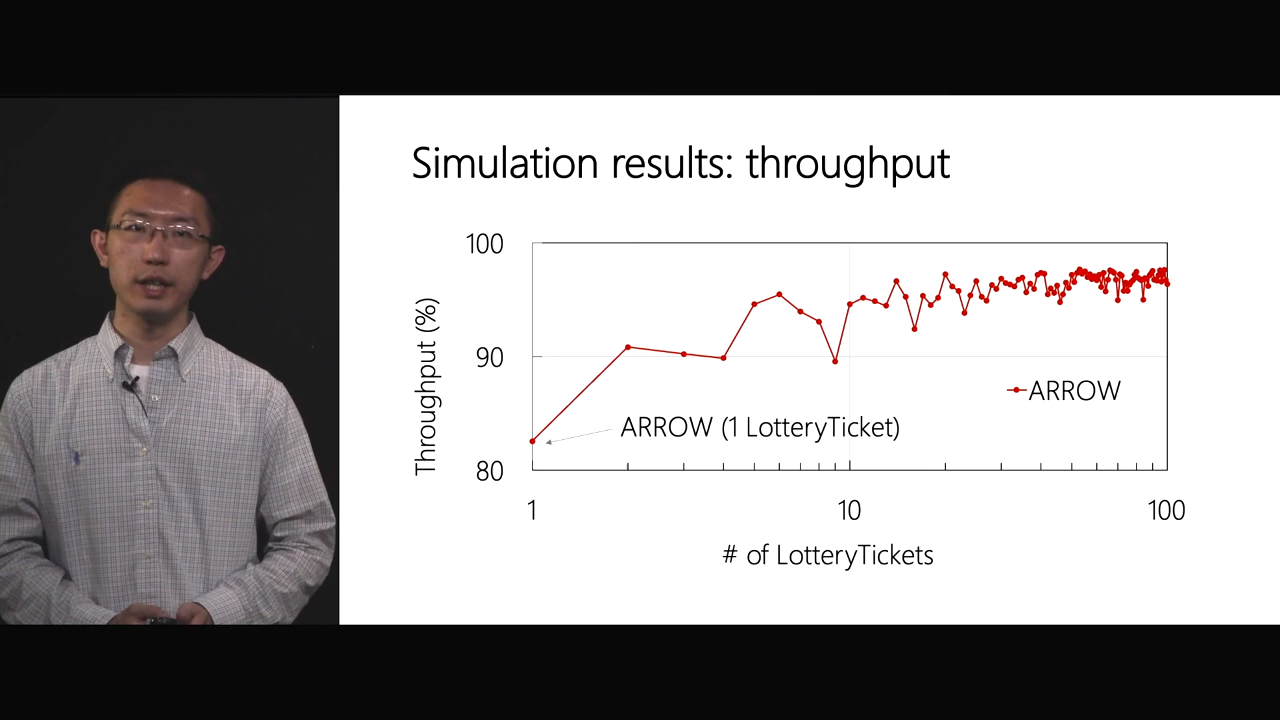 Simulation results: throughput
100
90
80
Throughput (%)
ARROW
ARROW (1 LotteryTicket)
1
10
100
# of LotteryTickets